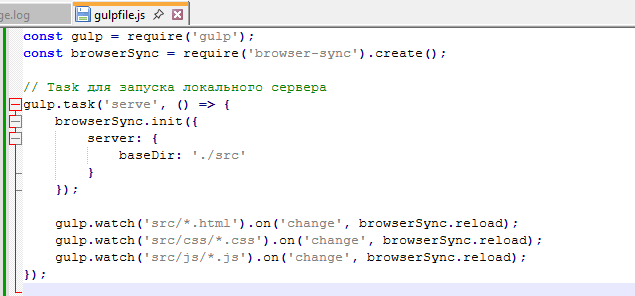 ge.log gulpfile.js
const gulp = require('gulp');
const browserSync = require('browser-sync').create();
// Task для запуска локального сервера
gulp.task('serve', () => {
browserSync.init({
server: {
baseDir: './src'
}
});
gulp.watch('src/*.html').on('change', browserSync.reload);
gulp.watch('src/css/*.css').on('change', browserSync.reload);
gulp.watch('src/js/*.js').on('change', browserSync.reload);
});